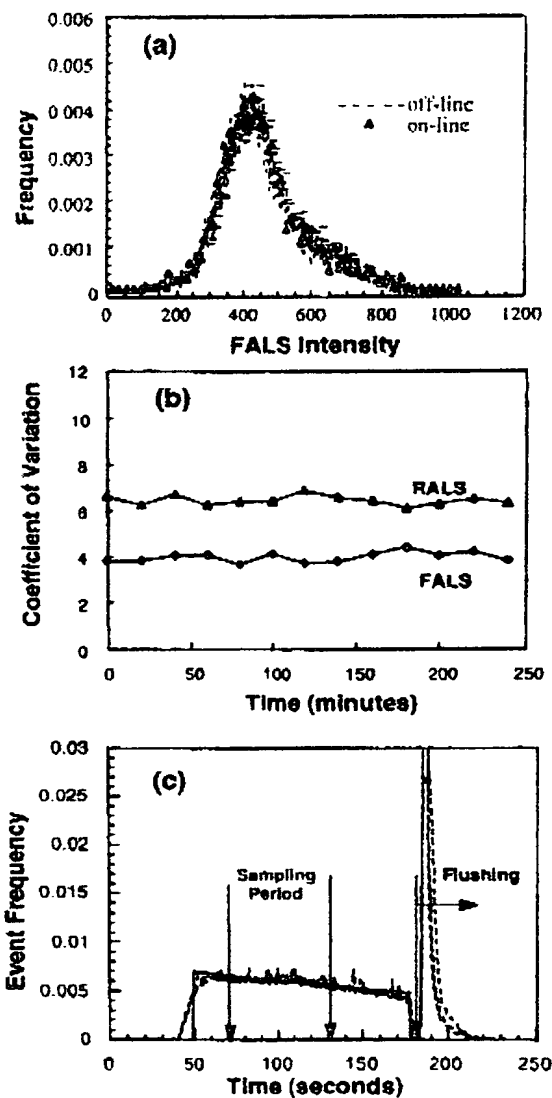 (a)
0.006
0.005
0.004
0.003
0.002
0.001
0
Frequency
off-line
on-line
0 200 400 600 800 1000 1200
FALS Intensity
(b)
12
10
8
6
4
2
0
Coefficient of Variation
RALS
FALS
0 50 100 150 200 250
Time (minutes)
(c)
0.03
0.025
0.02
0.015
0.01
0.005
0
Event Frequency
Sampling
Period
Flushing
0 50 100 150 200 250
Time (seconds)